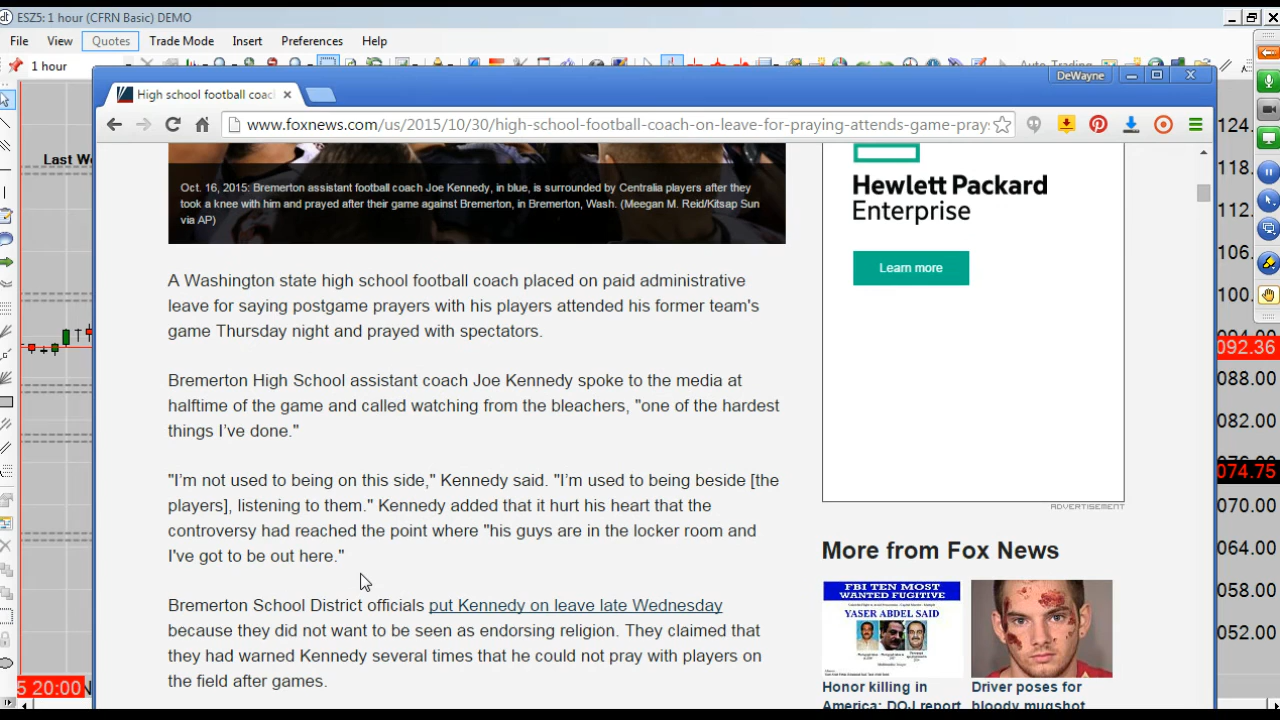 ESZ5: 1 hour (CFRN Basic) DEMO
File View Quotes Trade Mode Insert Preferences Help
1 hour
DeWayne
High school football coac ×
www.foxnews.com/us/2015/10/30/high-school-football-coach-on-leave-for-praying-attends-game-prays
Last We
Oct. 16, 2015: Bremerton assistant football coach Joe Kennedy, in blue, is surrounded by Centralia players after they
took a knee with him and prayed after their game against Bremerton, in Bremerton, Wash. (Meegan M. Reid/Kitsap Sun
via AP)
A Washington state high school football coach placed on paid administrative
leave for saying postgame prayers with his players attended his former team's
game Thursday night and prayed with spectators.
Bremerton High School assistant coach Joe Kennedy spoke to the media at
halftime of the game and called watching from the bleachers, "one of the hardest
things I've done."
"I'm not used to being on this side," Kennedy said. "I'm used to being beside [the
players], listening to them." Kennedy added that it hurt his heart that the
controversy had reached the point where "his guys are in the locker room and
I've got to be out here."
Bremerton School District officials put Kennedy on leave late Wednesday
because they did not want to be seen as endorsing religion. They claimed that
they had warned Kennedy several times that he could not pray with players on
the field after games.
Hewlett Packard
Enterprise
Learn more
ADVERTISEMENT
More from Fox News
FBI TEN MOST
WANTED FUGITIVE
YASER ABDEL SAID
Honor killing in
America: DOJ report
Driver poses for
bloody mugshot
124.
118.
112.
106.
100.
092.36
088.00
082.00
074.75
070.00
064.00
058.00
052.00
5 20:00